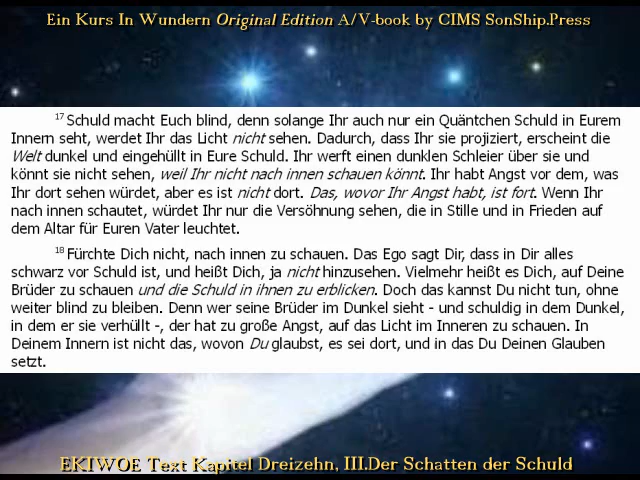 Ein Kurs In Wundern Original Edition A/V-book by CIMS SonShip.Press
17 Schuld macht Euch blind, denn solange Ihr auch nur ein Quäntchen Schuld in Eurem
Innern seht, werdet Ihr das Licht nicht sehen. Dadurch, dass Ihr sie projiziert, erscheint die
Welt dunkel und eingehüllt in Eure Schuld. Ihr werft einen dunklen Schleier über sie und
könnt sie nicht sehen, weil Ihr nicht nach innen schauen könnt. Ihr habt Angst vor dem, was
Ihr dort sehen würdet, aber es ist nicht dort. Das, wovor Ihr Angst habt, ist fort. Wenn Ihr
nach innen schautet, würdet Ihr nur die Versöhnung sehen, die in Stille und in Frieden auf
dem Altar für Euren Vater leuchtet.
18 Fürchte Dich nicht, nach innen zu schauen. Das Ego sagt Dir, dass in Dir alles
schwarz vor Schuld ist, und heißt Dich, ja nicht hinzusehen. Vielmehr heißt es Dich, auf Deine
Brüder zu schauen und die Schuld in ihnen zu erblicken. Doch das kannst Du nicht tun, ohne
weiter blind zu bleiben. Denn wer seine Brüder im Dunkel sieht - und schuldig in dem Dunkel,
in dem er sie verhüllt -, der hat zu große Angst, auf das Licht im Inneren zu schauen. In
Deinem Innern ist nicht das, wovon Du glaubst, es sei dort, und in das Du Deinen Glauben
setzt.
EKIWOE Text Kapitel Dreizehn, III.Der Schatten der Schuld